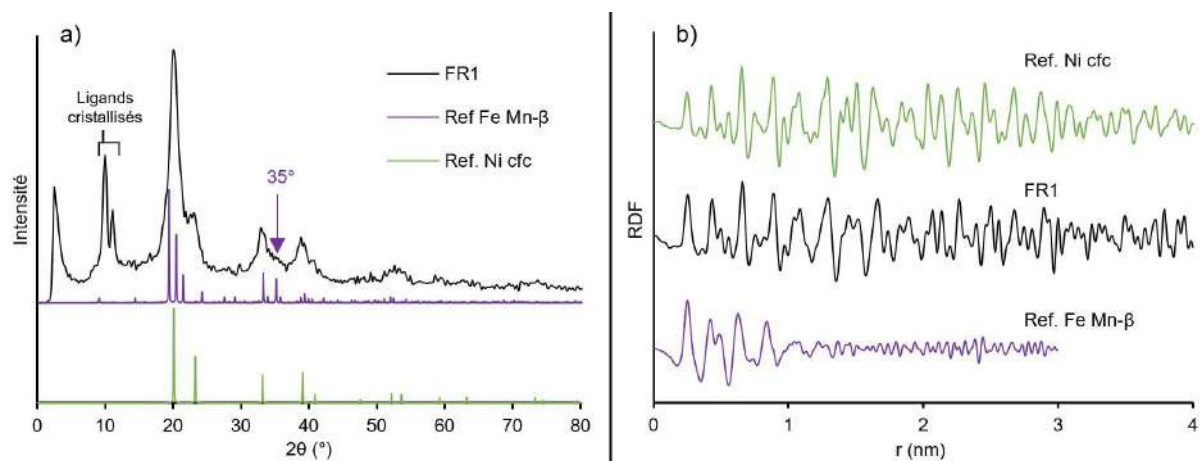 a)
FR1
Ref Fe Mn-β
Ref. Ni cfc
Ligands
cristallisés
35°
Intensité
0 10 20 30 40 50 60 70 80
2θ (°)
b)
Ref. Ni cfc
FR1
Ref. Fe Mn-β
RDF
0 1 2 3 4
r (nm)